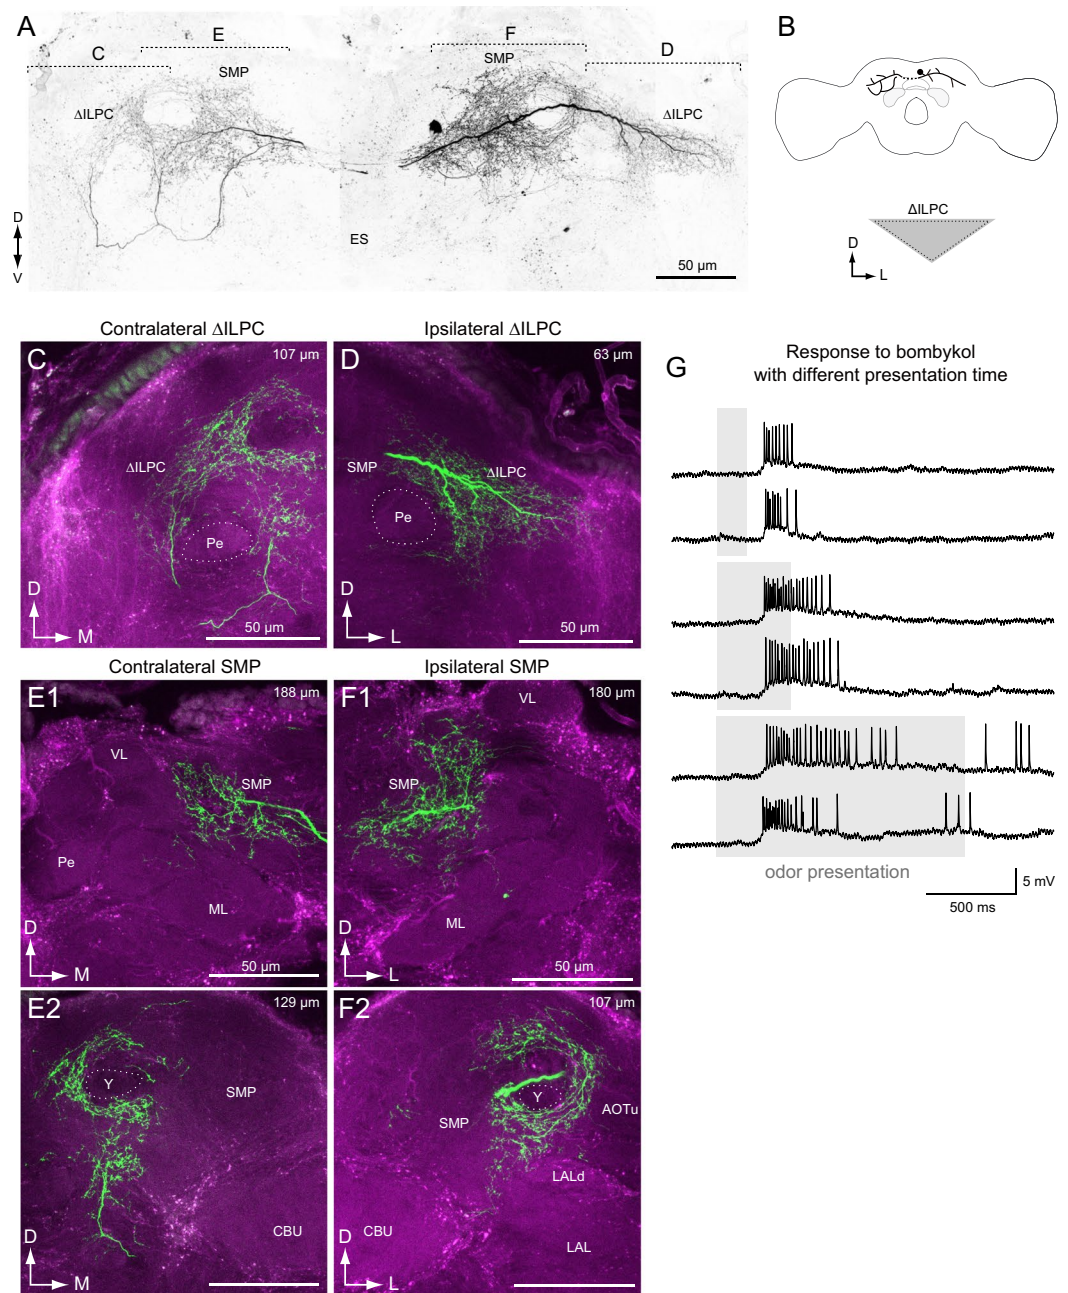 A
C
E
SMP
ΔILPC
F
SMP
D
ΔILPC
D
V
ES
50 μm
B
ΔILPC
D
L
Contralateral ΔILPC
Ipsilateral ΔILPC
C
107 μm
ΔILPC
Pe
D
M
50 μm
D
63 μm
SMP
ΔILPC
Pe
D
L
50 μm
Contralateral SMP
Ipsilateral SMP
E1
188 μm
VL
SMP
Pe
ML
D
M
50 μm
F1
180 μm
VL
SMP
ML
D
L
50 μm
E2
129 μm
Y
SMP
CBU
D
M
F2
107 μm
Y
AOTu
SMP
LALd
CBU
LAL
D
L
G
Response to bombykol
with different presentation time
odor presentation
5 mV
500 ms